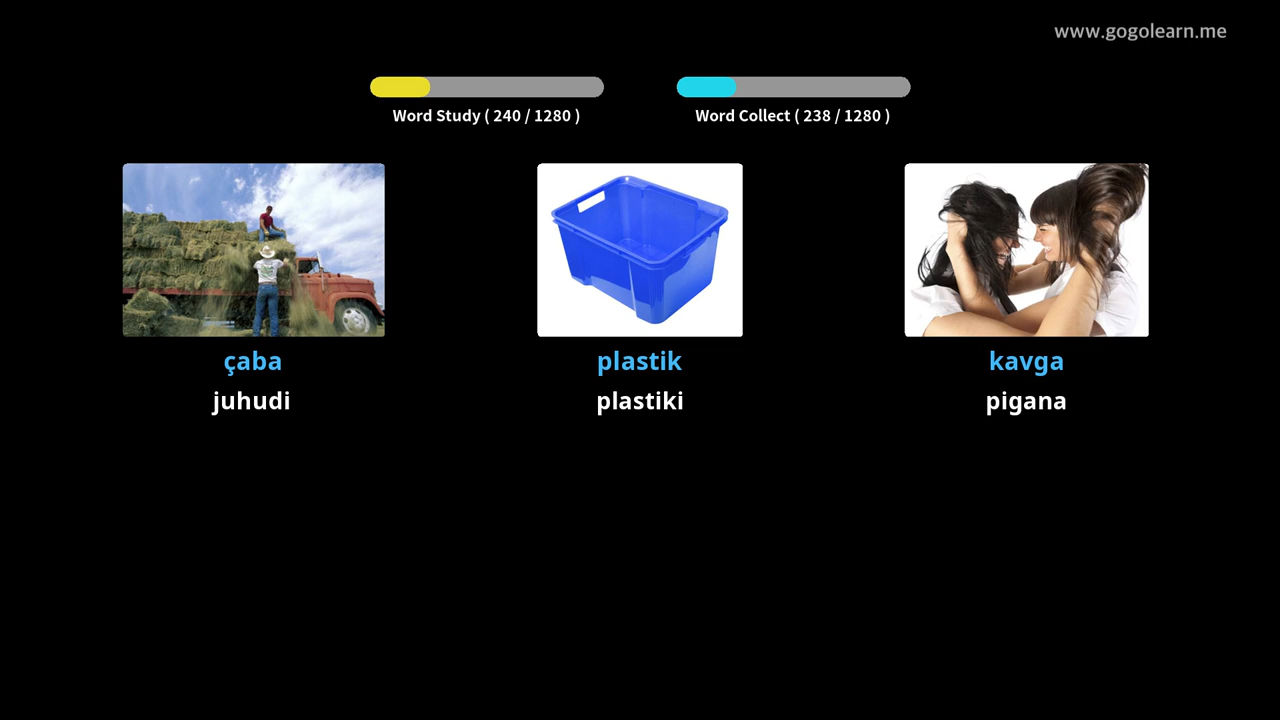 www.gogolearn.me
Word Study ( 240 / 1280 )
Word Collect ( 238 / 1280 )
çaba
plastik
kavga
juhudi
plastiki
pigana